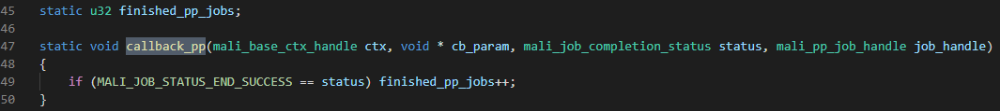 45 static u32 finished_pp_jobs;
46
47 static void callback_pp(mali_base_ctx_handle ctx, void * cb_param, mali_job_completion_status status, mali_pp_job_handle job_handle)
48 {
49     if (MALI_JOB_STATUS_END_SUCCESS == status) finished_pp_jobs++;
50 }